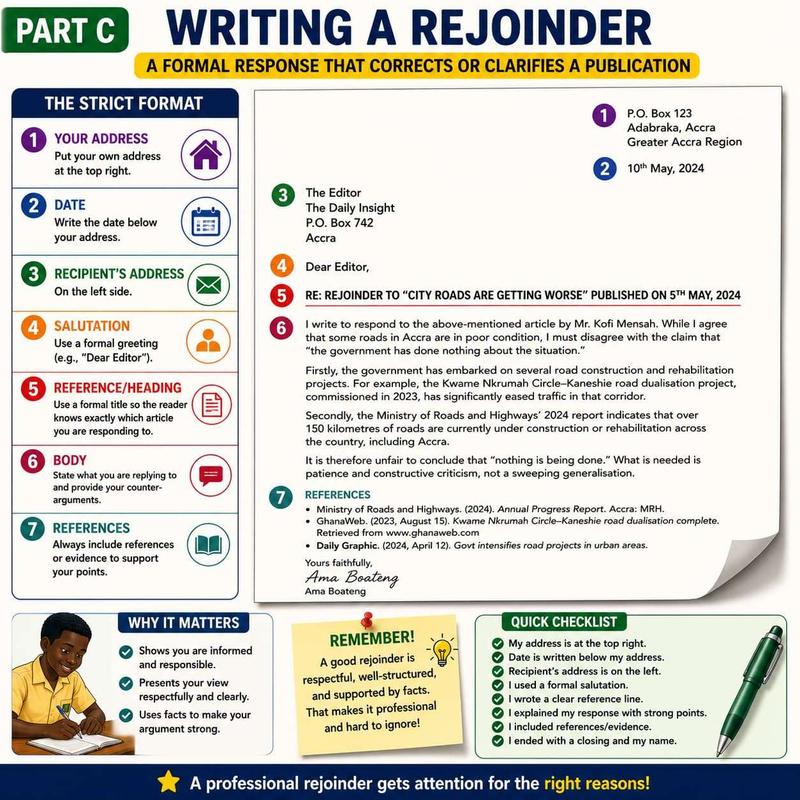 PART C
WRITING A REJOINDER
A FORMAL RESPONSE THAT CORRECTS OR CLARIFIES A PUBLICATION
THE STRICT FORMAT
1 YOUR ADDRESS
Put your own address
at the top right.
2 DATE
Write the date below
your address.
3 RECIPIENT'S ADDRESS
On the left side.
4 SALUTATION
Use a formal greeting
(e.g., “Dear Editor”).
5 REFERENCE/HEADING
Use a formal title so the reader
knows exactly which article
you are responding to.
6 BODY
State what you are replying to
and provide your counter-
arguments.
7 REFERENCES
Always include references
or evidence to support
your points.
1 P.O. Box 123
Adabraka, Accra
Greater Accra Region
2 10th May, 2024
3 The Editor
The Daily Insight
P.O. Box 742
Accra
4 Dear Editor,
5 RE: REJOINDER TO “CITY ROADS ARE GETTING WORSE” PUBLISHED ON 5TH MAY, 2024
6 I write to respond to the above-mentioned article by Mr. Kofi Mensah. While I agree
that some roads in Accra are in poor condition, I must disagree with the claim that
“the government has done nothing about the situation.”
Firstly, the government has embarked on several road construction and rehabilitation
projects. For example, the Kwame Nkrumah Circle–Kaneshie road dualisation project,
commissioned in 2023, has significantly eased traffic in that corridor.
Secondly, the Ministry of Roads and Highways' 2024 report indicates that over
150 kilometres of roads are currently under construction or rehabilitation across
the country, including Accra.
It is therefore unfair to conclude that “nothing is being done.” What is needed is
patience and constructive criticism, not a sweeping generalisation.
7 REFERENCES
• Ministry of Roads and Highways. (2024). Annual Progress Report. Accra: MRH.
• GhanaWeb. (2023, August 15). Kwame Nkrumah Circle–Kaneshie road dualisation complete.
Retrieved from www.ghanaweb.com
• Daily Graphic. (2024, April 12). Govt intensifies road projects in urban areas.
Yours faithfully,
Ama Boateng
Ama Boateng
WHY IT MATTERS
Shows you are informed
and responsible.
Presents your view
respectfully and clearly.
Uses facts to make your
argument strong.
REMEMBER!
A good rejoinder is
respectful, well-structured,
and supported by facts.
That makes it professional
and hard to ignore!
QUICK CHECKLIST
My address is at the top right.
Date is written below my address.
Recipient's address is on the left.
I used a formal salutation.
I wrote a clear reference line.
I explained my response with strong points.
I included references/evidence.
I ended with a closing and my name.
A professional rejoinder gets attention for the right reasons!